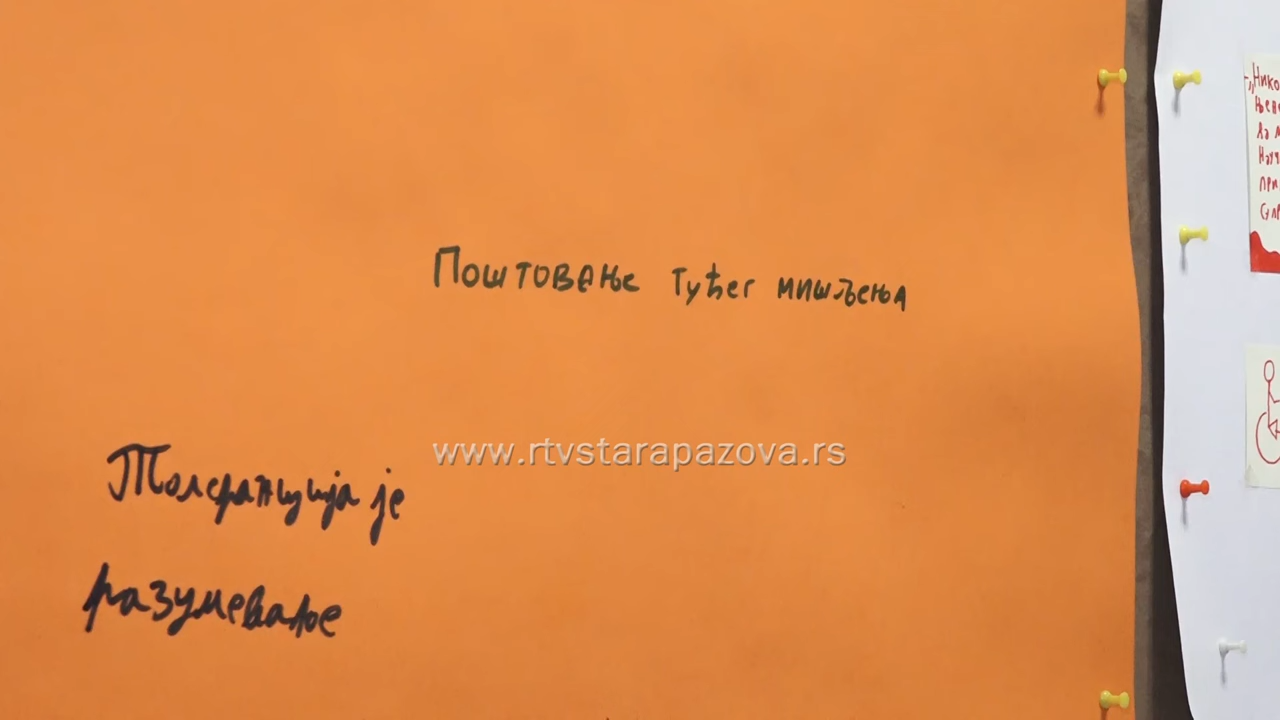 Поштовање туђег мишљења
www.rtvstarapazova.rs
Толеранција је
разумевање